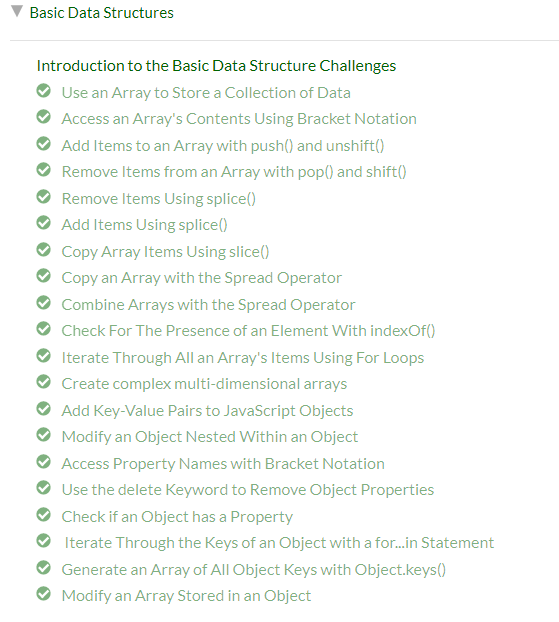 Basic Data Structures
Introduction to the Basic Data Structure Challenges
Use an Array to Store a Collection of Data
Access an Array's Contents Using Bracket Notation
Add Items to an Array with push() and unshift()
Remove Items from an Array with pop() and shift()
Remove Items Using splice()
Add Items Using splice()
Copy Array Items Using slice()
Copy an Array with the Spread Operator
Combine Arrays with the Spread Operator
Check For The Presence of an Element With indexOf()
Iterate Through All an Array's Items Using For Loops
Create complex multi-dimensional arrays
Add Key-Value Pairs to JavaScript Objects
Modify an Object Nested Within an Object
Access Property Names with Bracket Notation
Use the delete Keyword to Remove Object Properties
Check if an Object has a Property
Iterate Through the Keys of an Object with a for...in Statement
Generate an Array of All Object Keys with Object.keys()
Modify an Array Stored in an Object